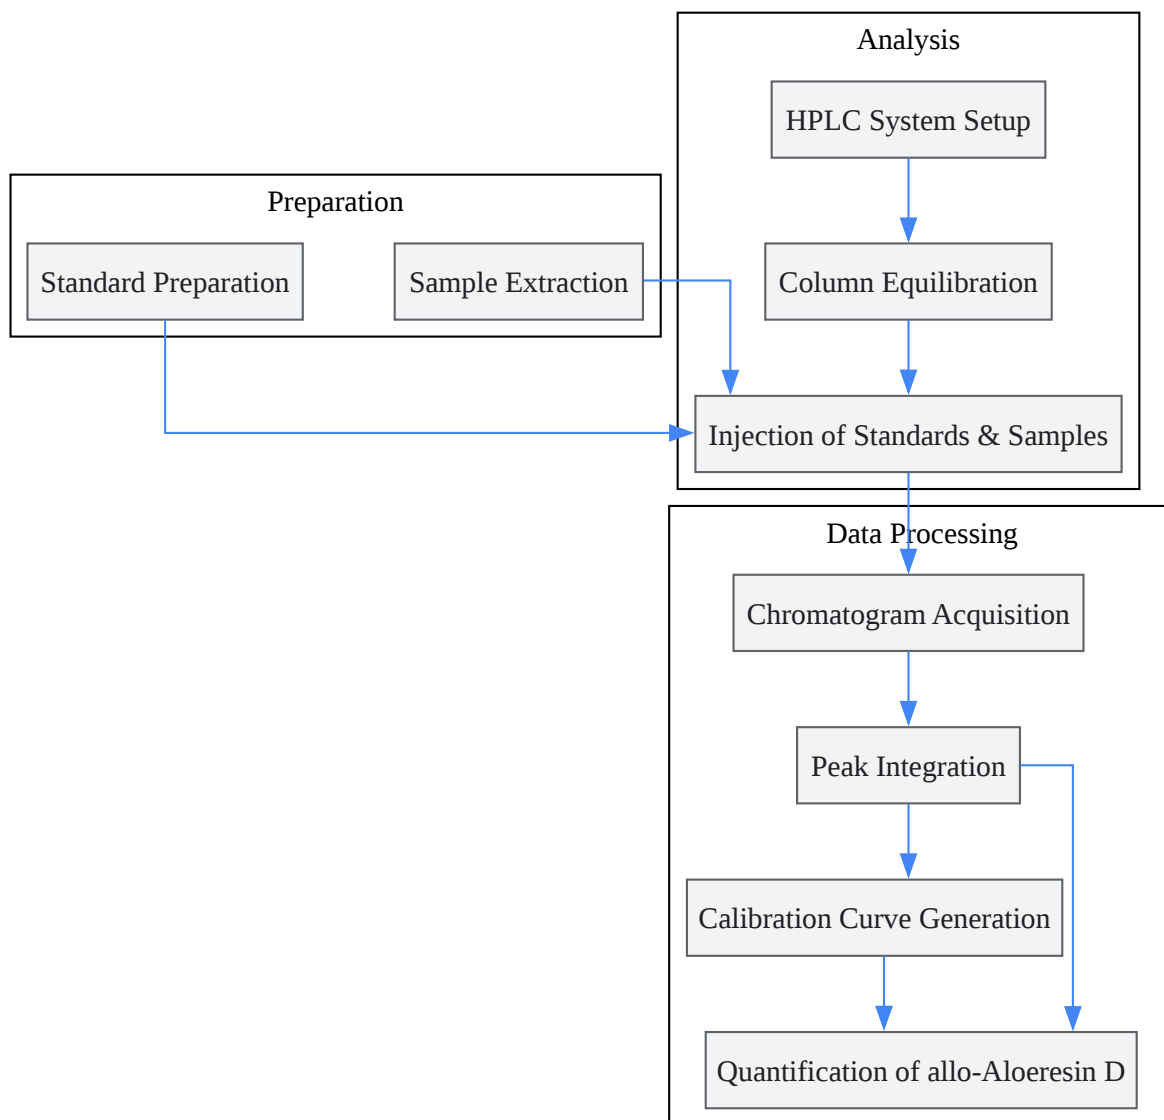 Analysis
HPLC System Setup
Preparation
Standard Preparation
Sample Extraction
Column Equilibration
Injection of Standards & Samples
Data Processing
Chromatogram Acquisition
Peak Integration
Calibration Curve Generation
Quantification of allo-Aloeresin D